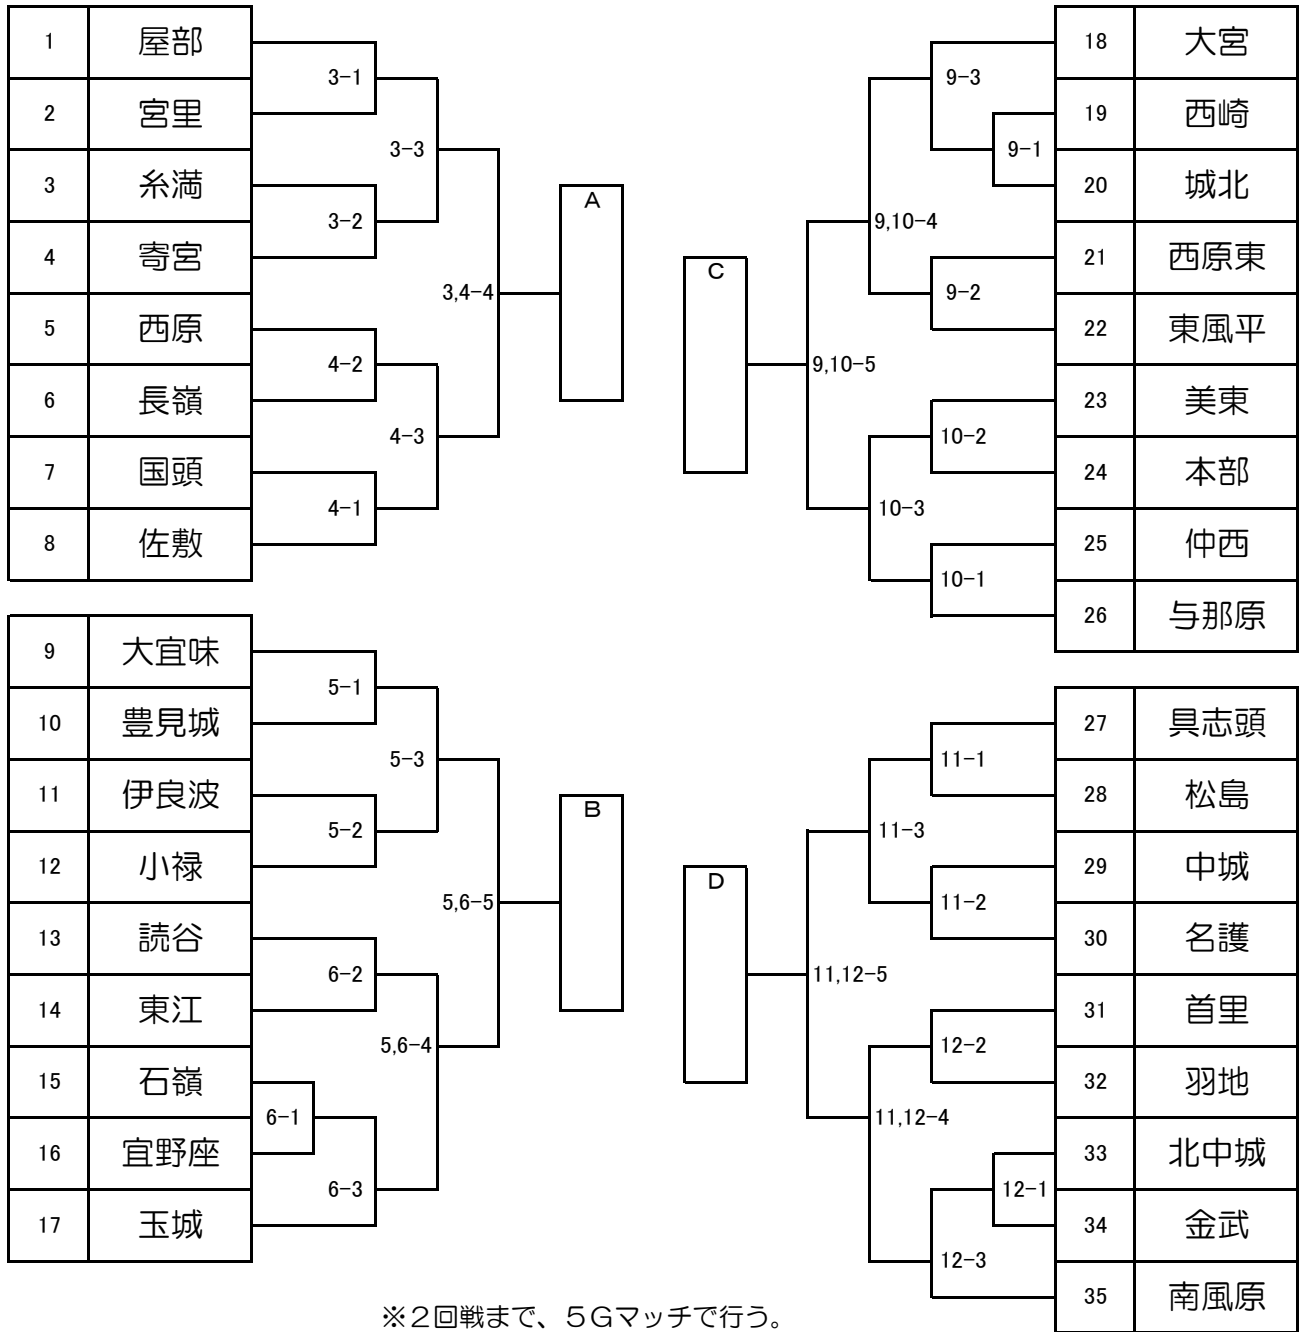 1 屋部
2 宮里
3 糸満
4 寄宮
5 西原
6 長嶺
7 国頭
8 佐敷
3-1
3-2
4-2
4-1
3-3
4-3
3,4-4
A
9 大宜味
10 豊見城
11 伊良波
12 小禄
13 読谷
14 東江
15 石嶺
16 宜野座
17 玉城
5-1
5-2
6-2
6-1
6-3
5-3
5,6-4
5,6-5
B
18 大宮
19 西崎
20 城北
21 西原東
22 東風平
23 美東
24 本部
25 仲西
26 与那原
9-3
9-1
9-2
10-2
10-1
9,10-4
10-3
9,10-5
C
27 具志頭
28 松島
29 中城
30 名護
31 首里
32 羽地
33 北中城
34 金武
35 南風原
11-1
11-2
12-2
12-1
12-3
11-3
11,12-4
11,12-5
D
※２回戦まで、５Gマッチで行う。